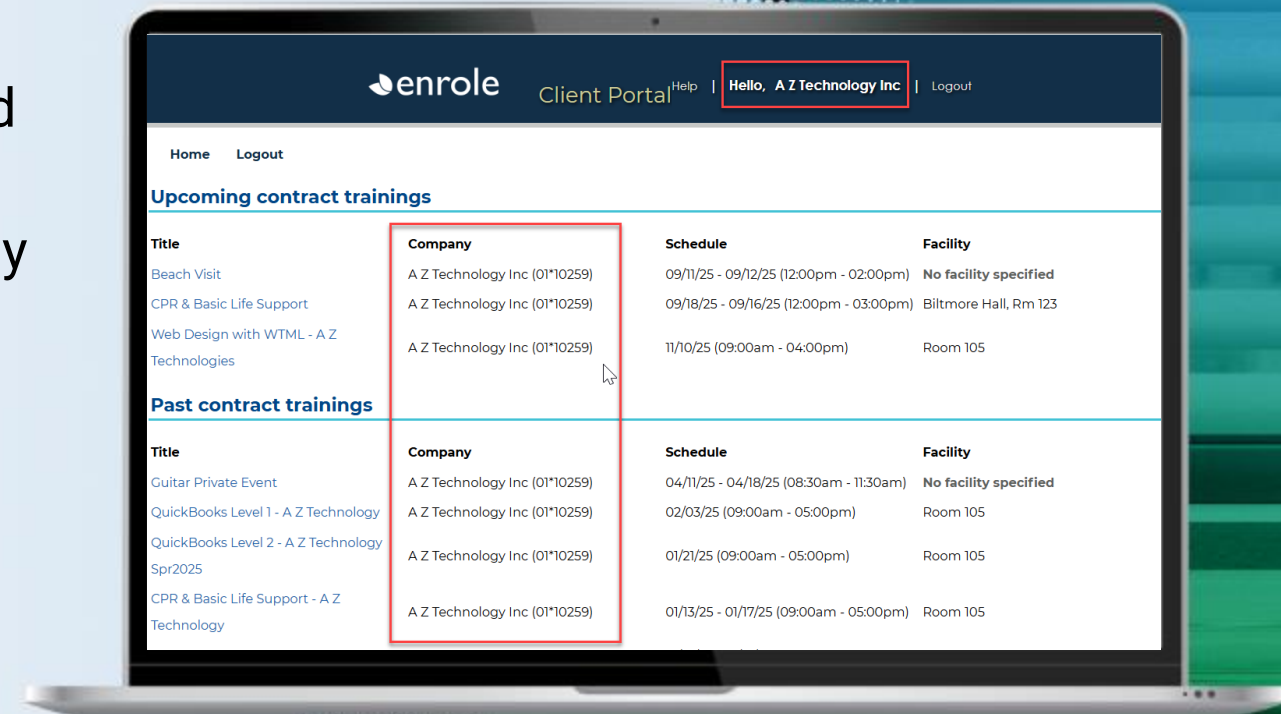 d
y
enrole
Client Portal Help | Hello, A Z Technology Inc | Logout
Home Logout
Upcoming contract trainings
Title Company Schedule Facility
Beach Visit A Z Technology Inc (01*10259) 09/11/25 - 09/12/25 (12:00pm - 02:00pm) No facility specified
CPR & Basic Life Support A Z Technology Inc (01*10259) 09/18/25 - 09/16/25 (12:00pm - 03:00pm) Biltmore Hall, Rm 123
Web Design with WTML - A Z
Technologies A Z Technology Inc (01*10259) 11/10/25 (09:00am - 04:00pm) Room 105
Past contract trainings
Title Company Schedule Facility
Guitar Private Event A Z Technology Inc (01*10259) 04/11/25 - 04/18/25 (08:30am - 11:30am) No facility specified
QuickBooks Level 1 - A Z Technology A Z Technology Inc (01*10259) 02/03/25 (09:00am - 05:00pm) Room 105
QuickBooks Level 2 - A Z Technology
Spr2025 A Z Technology Inc (01*10259) 01/21/25 (09:00am - 05:00pm) Room 105
CPR & Basic Life Support - A Z
Technology A Z Technology Inc (01*10259) 01/13/25 - 01/17/25 (09:00am - 05:00pm) Room 105